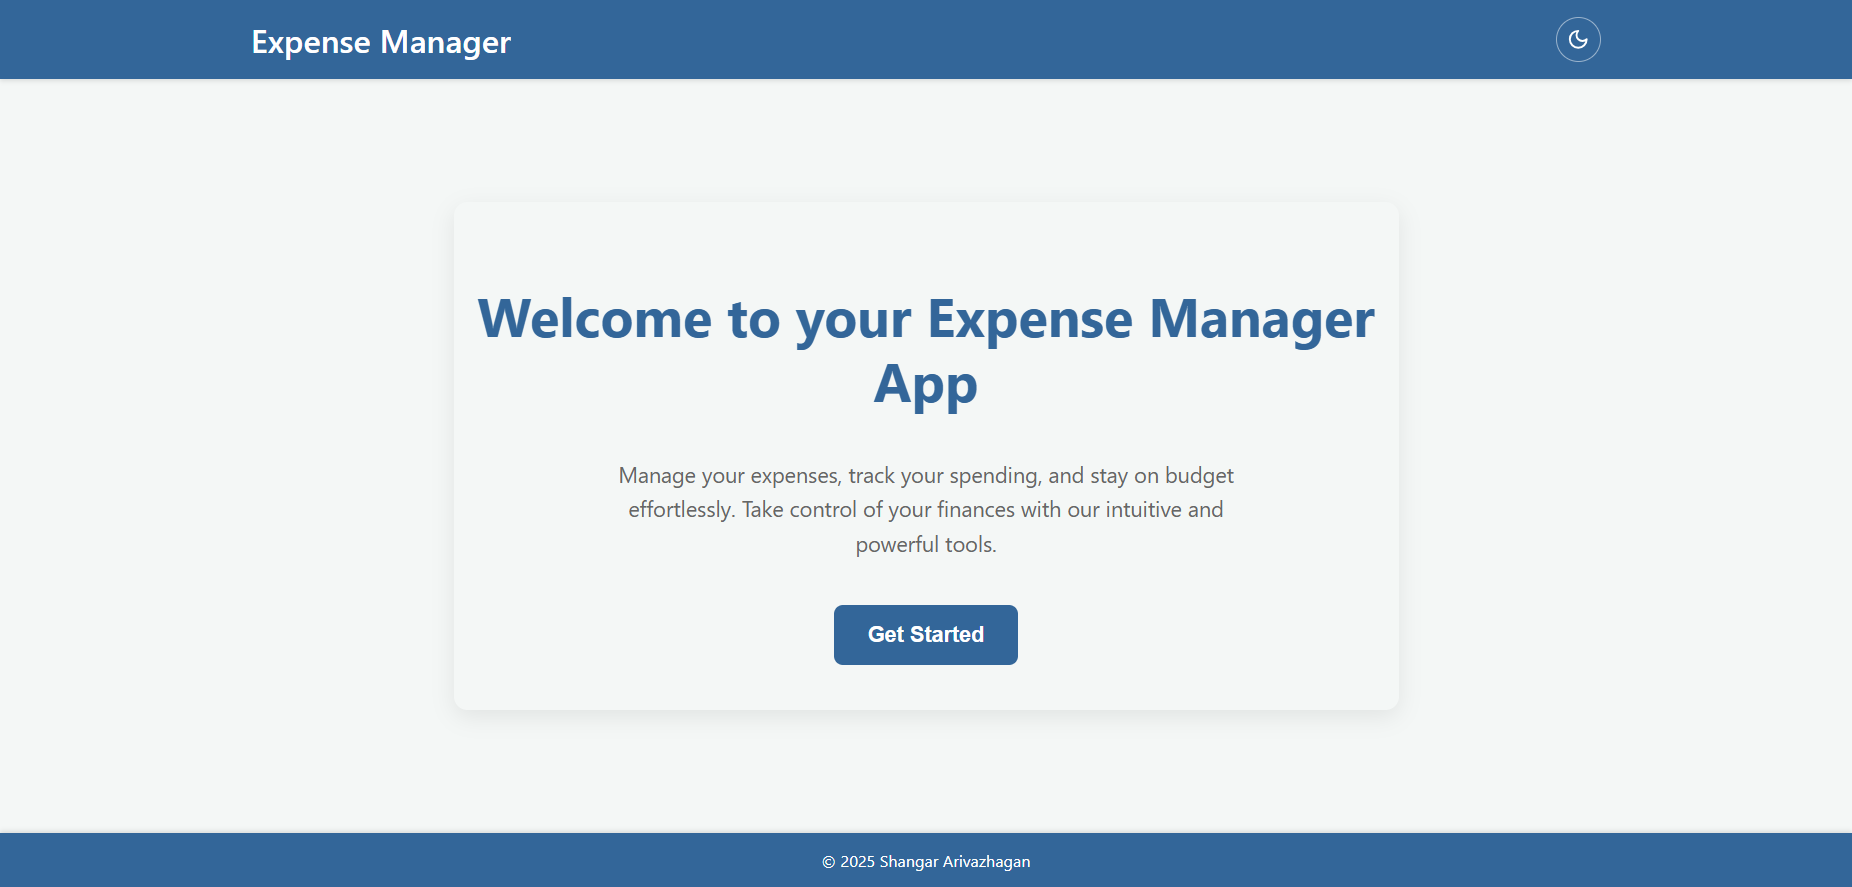 Expense Manager
Welcome to your Expense Manager
App
Manage your expenses, track your spending, and stay on budget
effortlessly. Take control of your finances with our intuitive and
powerful tools.
Get Started
© 2025 Shangar Arivazhagan